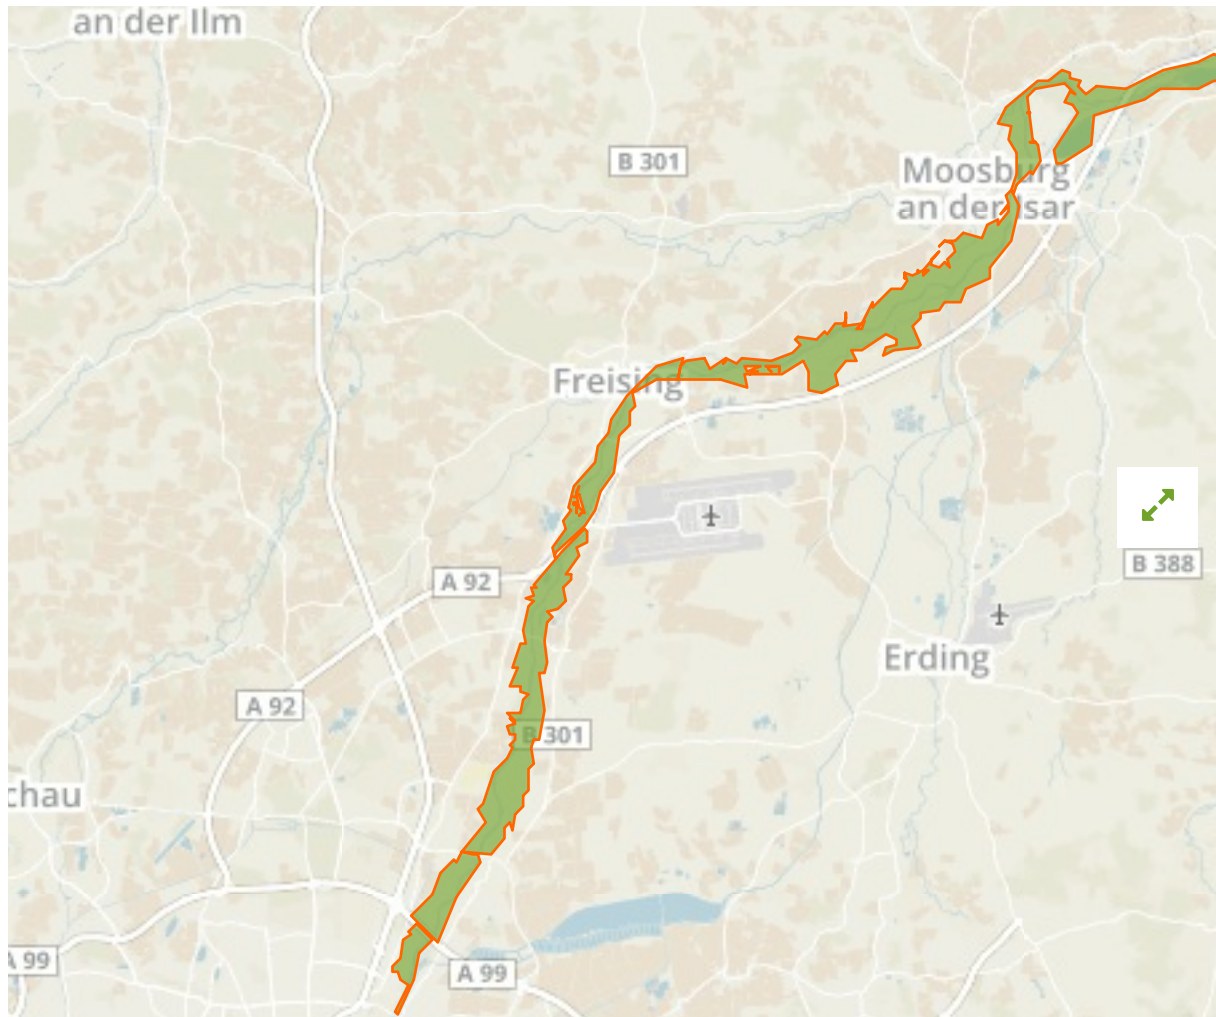 an der Ilm
B 301
Moosburg
an der Isar
Freising
A 92
B 388
Erding
A 92
B 301
chau
A 99
A 99